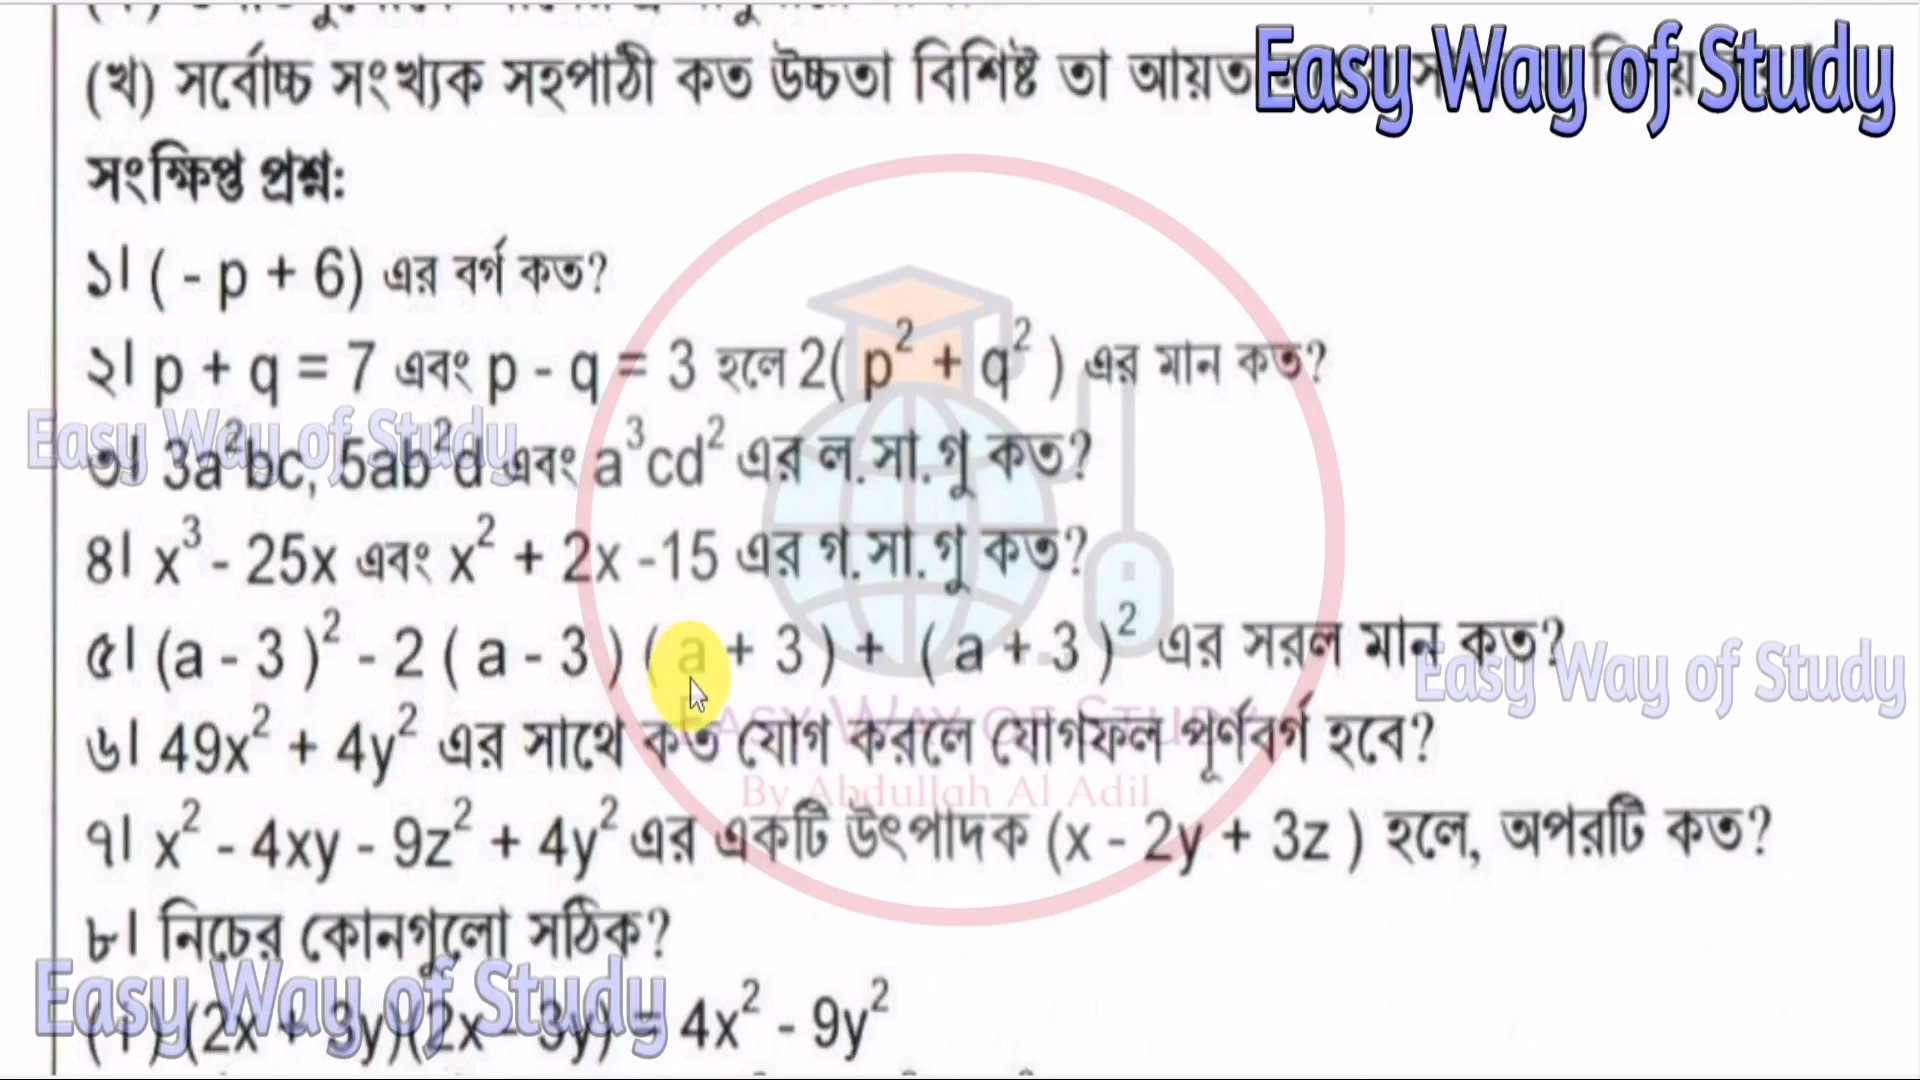 (খ) সর্বোচ্চ সংখ্যক সহপাঠী কত উচ্চতা বিশিষ্ট তা
Easy Way of Study
সংক্ষিপ্ত প্রশ্ন:
১। ( - p + 6) এর বর্গ কত?
২। p + q = 7 এবং p - q = 3 হলে 2( p² + q² ) এর মান কত?
Easy Way of Study
৩। 3a²bc, 5ab²d এবং a³cd² এর ল.সা.গু কত?
৪। x³ - 25x এবং x² + 2x -15 এর গ.সা.গু কত?
৫। (a - 3 )² - 2 ( a - 3 ) ( a + 3 ) + ( a + 3 )² এর সরল মান কত?
Easy Way of Study
EASY WAY OF STUDY
৬। 49x² + 4y² এর সাথে কত যোগ করলে যোগফল পূর্ণবর্গ হবে?
By Abdullah Al Adil
৭। x² - 4xy - 9z² + 4y² এর একটি উৎপাদক (x - 2y + 3z ) হলে, অপরটি কত?
৮। নিচের কোনগুলো সঠিক?
Easy Way of Study
(2x + 3y)(2x - 3y) = 4x² - 9y²